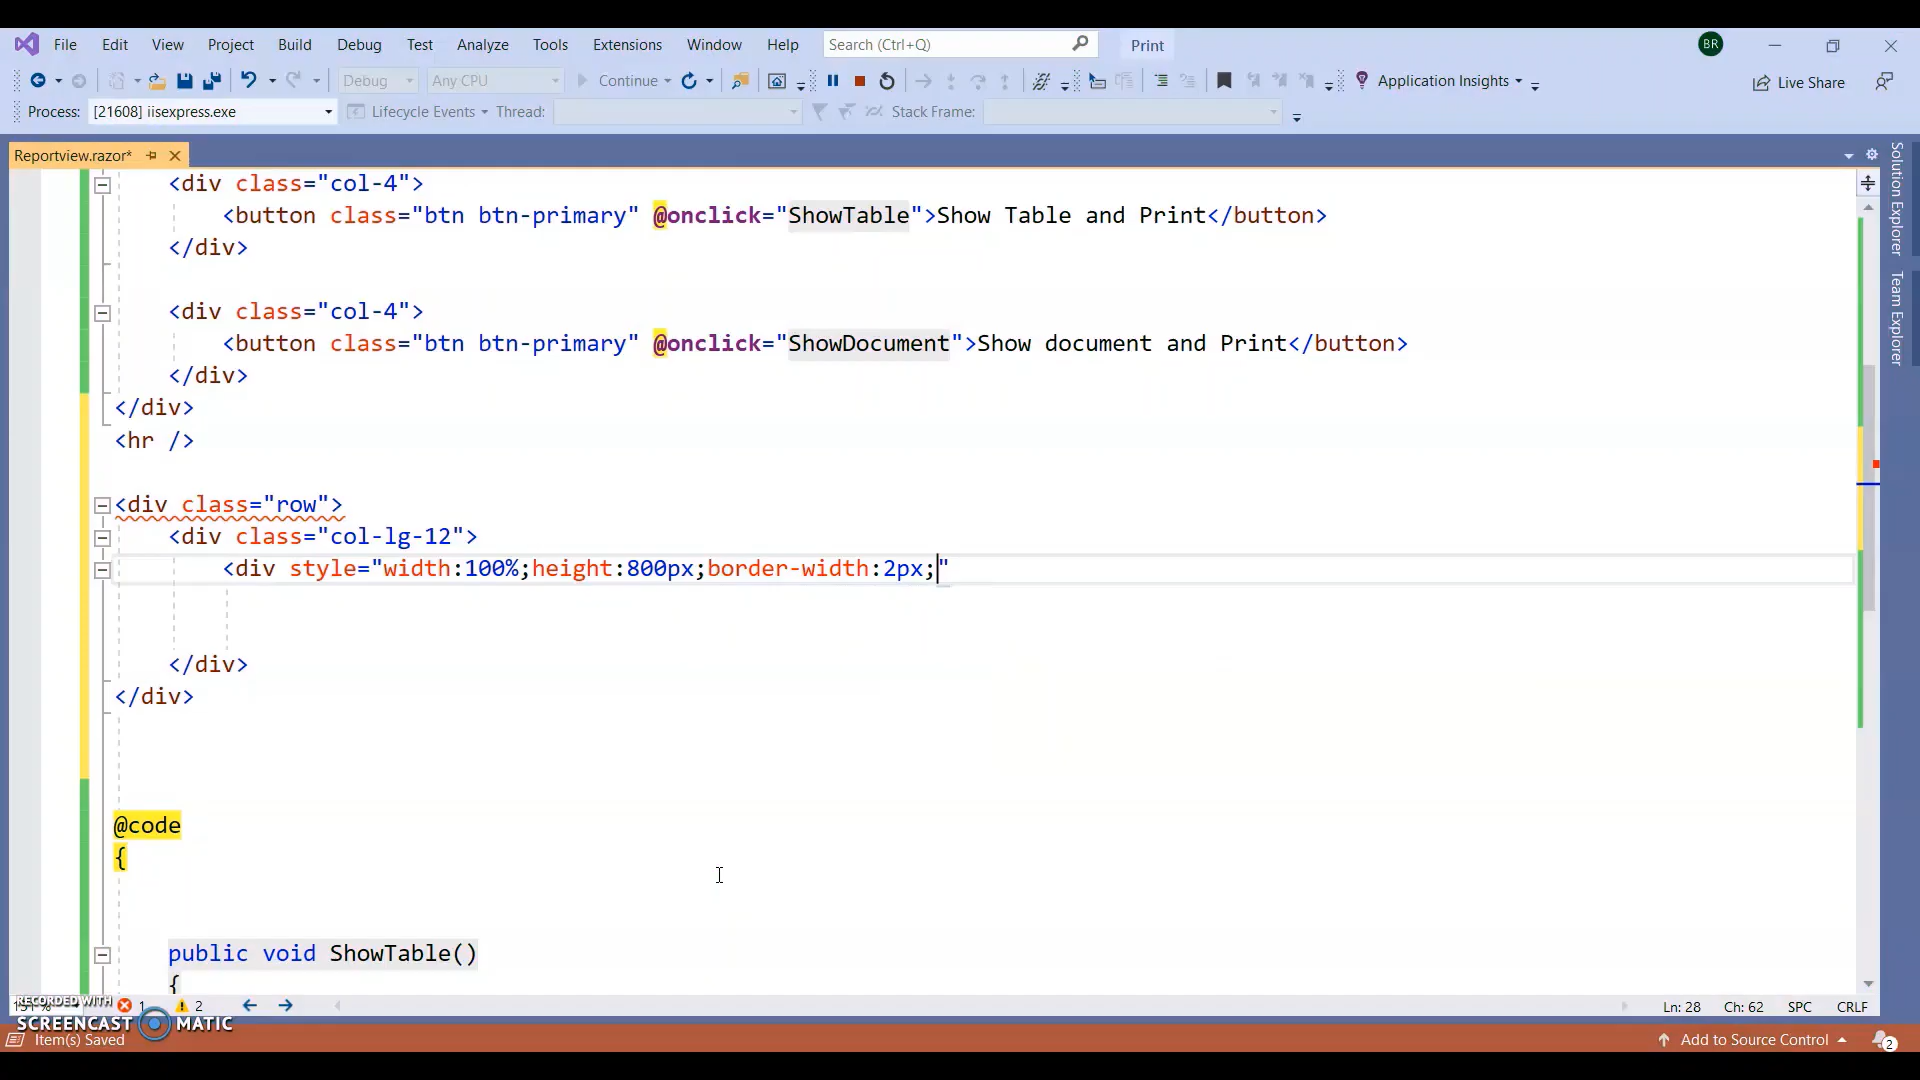 File Edit View Project Build Debug Test Analyze Tools Extensions Window Help Search (Ctrl+Q) Print BR
Debug Any CPU Continue Application Insights Live Share
Process: [21608] iisexpress.exe Lifecycle Events Thread: Stack Frame:
Reportview.razor*
<div class="col-4">
<button class="btn btn-primary" @onclick="ShowTable">Show Table and Print</button>
</div>
<div class="col-4">
<button class="btn btn-primary" @onclick="ShowDocument">Show document and Print</button>
</div>
</div>
<hr />
<div class="row">
<div class="col-lg-12">
<div style="width:100%;height:800px;border-width:2px;"
</div>
</div>
@code
{
public void ShowTable()
{
Solution Explorer
Team Explorer
1 2 Ln: 28 Ch: 62 SPC CRLF
RECORDED WITH
SCREENCAST MATIC
Item(s) Saved Add to Source Control 2